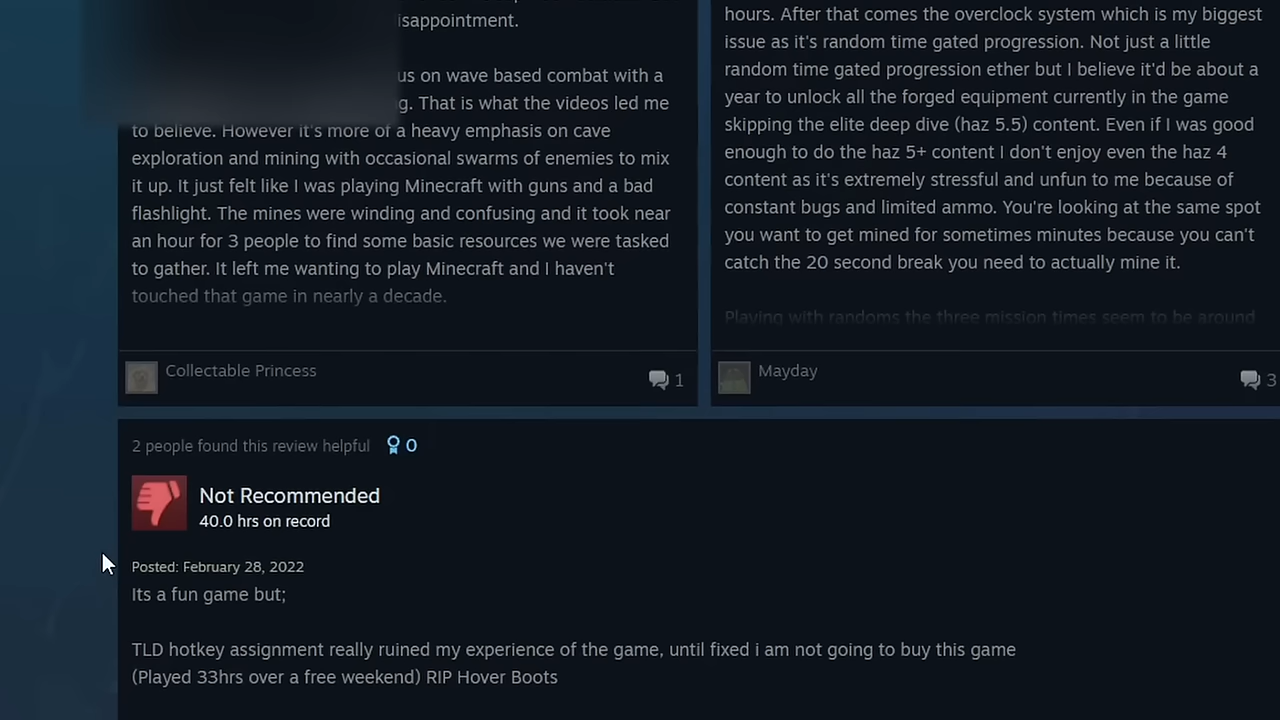 isappointment.
us on wave based combat with a
g. That is what the videos led me
to believe. However it's more of a heavy emphasis on cave
exploration and mining with occasional swarms of enemies to mix
it up. It just felt like I was playing Minecraft with guns and a bad
flashlight. The mines were winding and confusing and it took near
an hour for 3 people to find some basic resources we were tasked
to gather. It left me wanting to play Minecraft and I haven't
touched that game in nearly a decade.
Collectable Princess
1
hours. After that comes the overclock system which is my biggest
issue as it's random time gated progression. Not just a little
random time gated progression ether but I believe it'd be about a
year to unlock all the forged equipment currently in the game
skipping the elite deep dive (haz 5.5) content. Even if I was good
enough to do the haz 5+ content I don't enjoy even the haz 4
content as it's extremely stressful and unfun to me because of
constant bugs and limited ammo. You're looking at the same spot
you want to get mined for sometimes minutes because you can't
catch the 20 second break you need to actually mine it.
Playing with randoms the three mission times seem to be around
Mayday
3
2 people found this review helpful 0
Not Recommended
40.0 hrs on record
Posted: February 28, 2022
Its a fun game but;
TLD hotkey assignment really ruined my experience of the game, until fixed i am not going to buy this game
(Played 33hrs over a free weekend) RIP Hover Boots